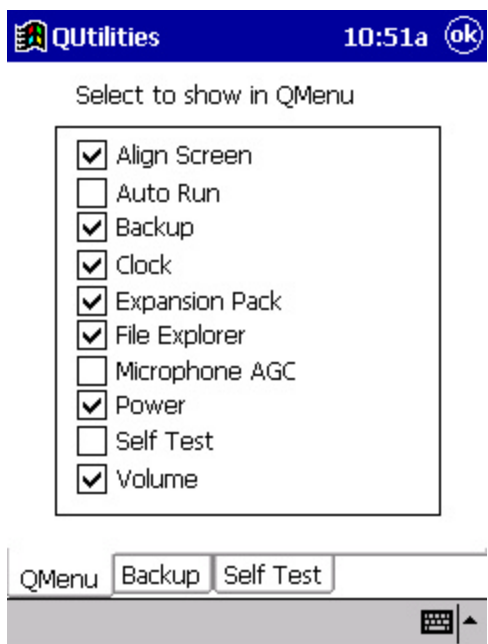 QUtilities 10:51a ok
Select to show in QMenu
Align Screen
Auto Run
Backup
Clock
Expansion Pack
File Explorer
Microphone AGC
Power
Self Test
Volume
QMenu Backup Self Test